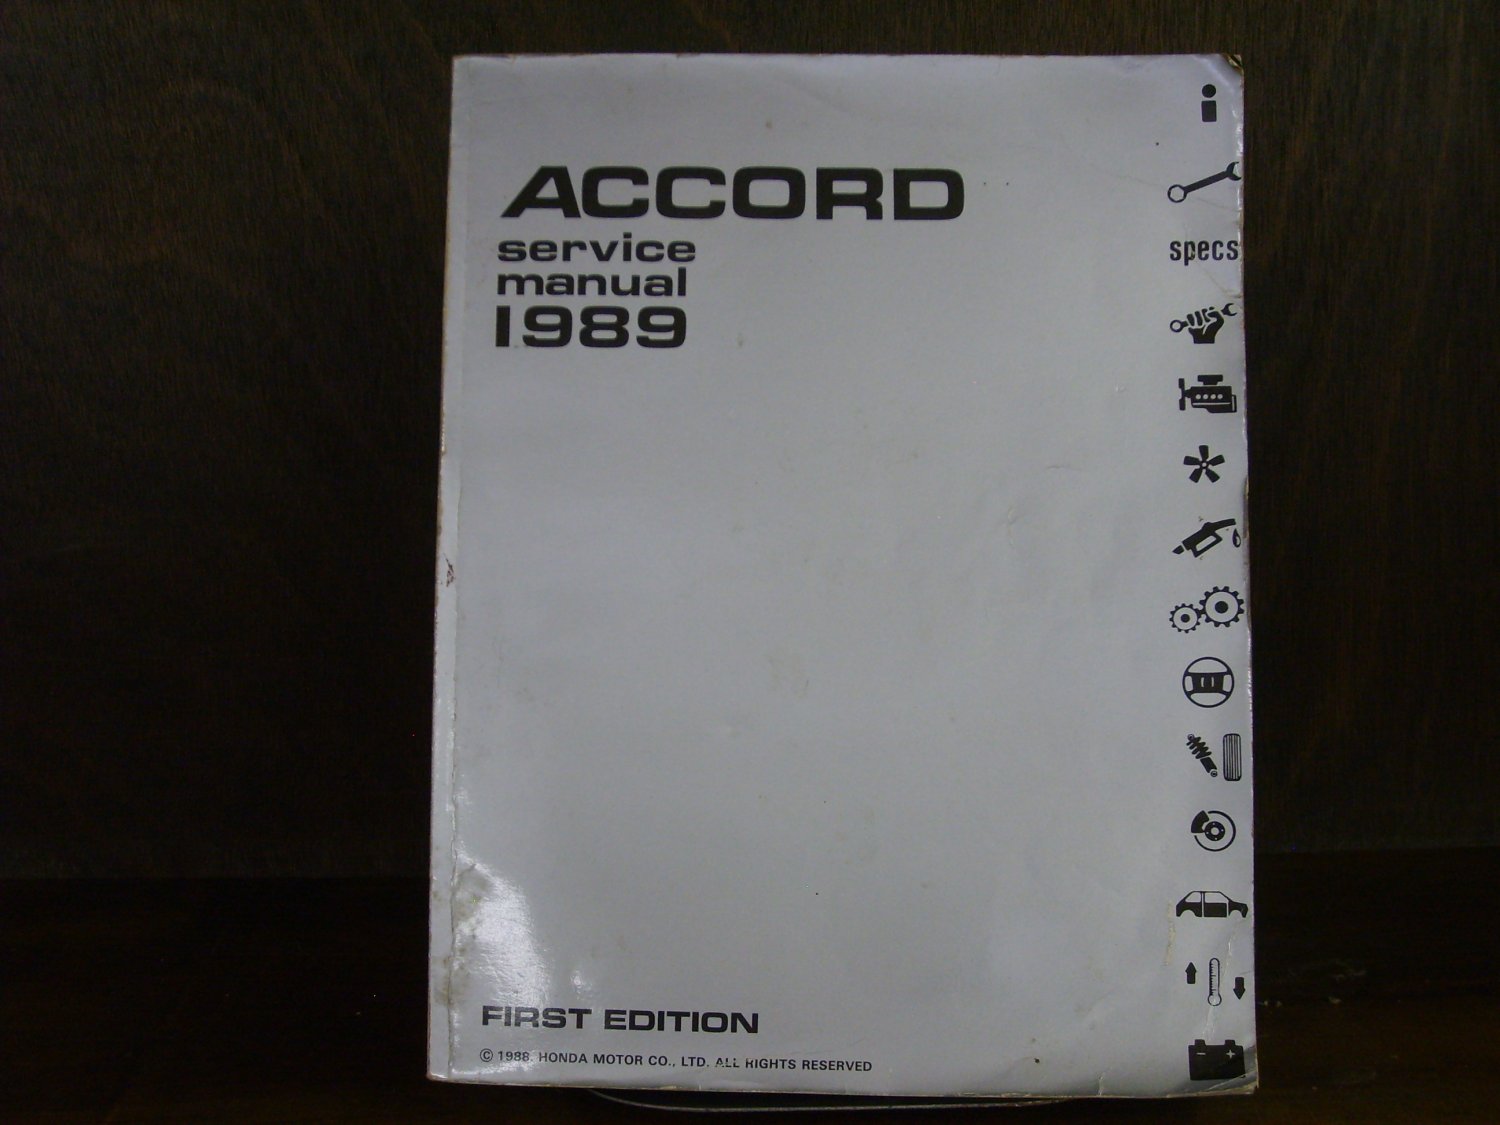 ACCORD
service
manual
1989
specs
FIRST EDITION
© 1988. HONDA MOTOR CO., LTD. ALL RIGHTS RESERVED